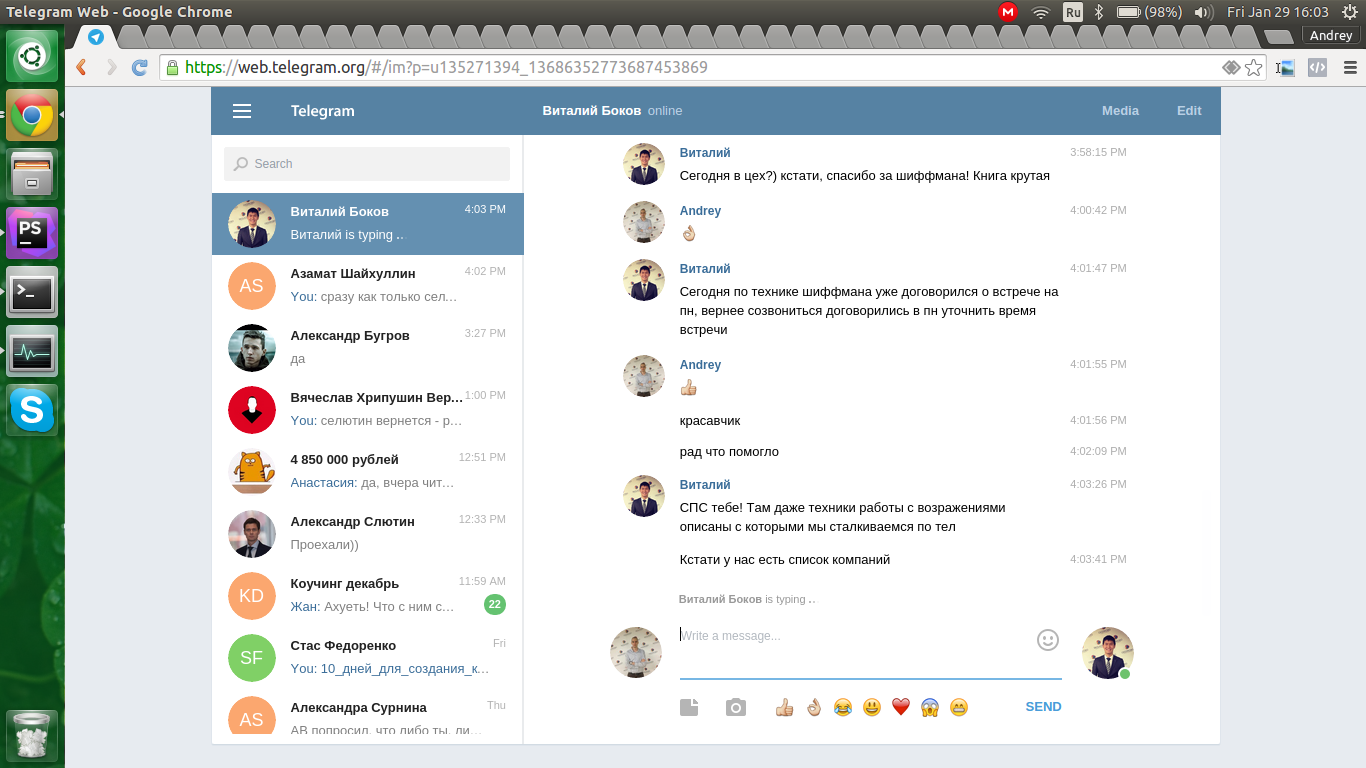 Telegram Web - Google Chrome
Ru
(98%)
Fri Jan 29 16:03
Andrey
https://web.telegram.org/#/im?p=u135271394_13686352773687453869
Telegram
Виталий Боков online
Media
Edit
Search
Виталий Боков 4:03 PM
Виталий is typing ..
AS
Азамат Шайхуллин 4:02 PM
You: сразу как только сел...
Александр Бугров 3:27 PM
да
Вячеслав Хрипушин Вер... 1:00 PM
You: селютин вернется - р...
4 850 000 рублей 12:51 PM
Анастасия: да, вчера чит...
Александр Слютин 12:33 PM
Проехали))
KD
Коучинг декабрь 11:59 AM
Жан: Ахуеть! Что с ним с... 22
SF
Стас Федоренко Fri
You: 10_дней_для_создания_к...
AS
Александра Сурнина Thu
АВ попросил, что либо ты, ли...
Виталий 3:58:15 PM
Сегодня в цех?) кстати, спасибо за шиффмана! Книга крутая
Andrey 4:00:42 PM
👌
Виталий 4:01:47 PM
Сегодня по технике шиффмана уже договорился о встрече на
пн, вернее созвониться договорились в пн уточнить время
встречи
Andrey 4:01:55 PM
👍
красавчик 4:01:56 PM
рад что помогло 4:02:09 PM
Виталий 4:03:26 PM
СПС тебе! Там даже техники работы с возражениями
описаны с которыми мы сталкиваемся по тел
Кстати у нас есть список компаний 4:03:41 PM
Виталий Боков is typing ..
Write a message...
SEND
PS